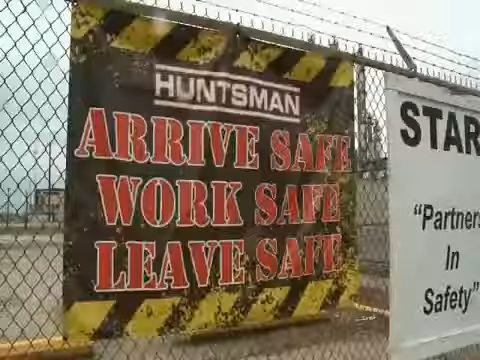 HUNTSMAN
ARRIVE SAFE
WORK SAFE
LEAVE SAFE
STAR
"Partners
In
Safety"